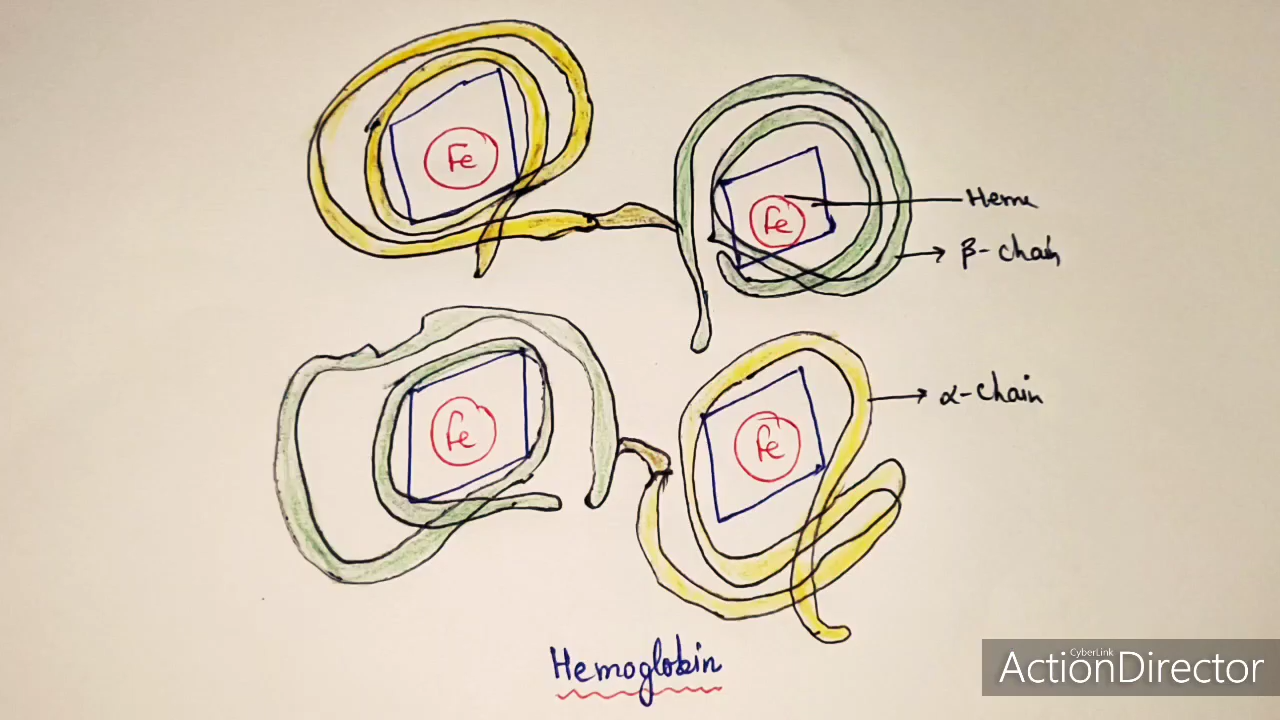 Fe
Fe
Heme
β-chain
Fe
Fe
α-chain
Hemoglobin
CyberLink
ActionDirector